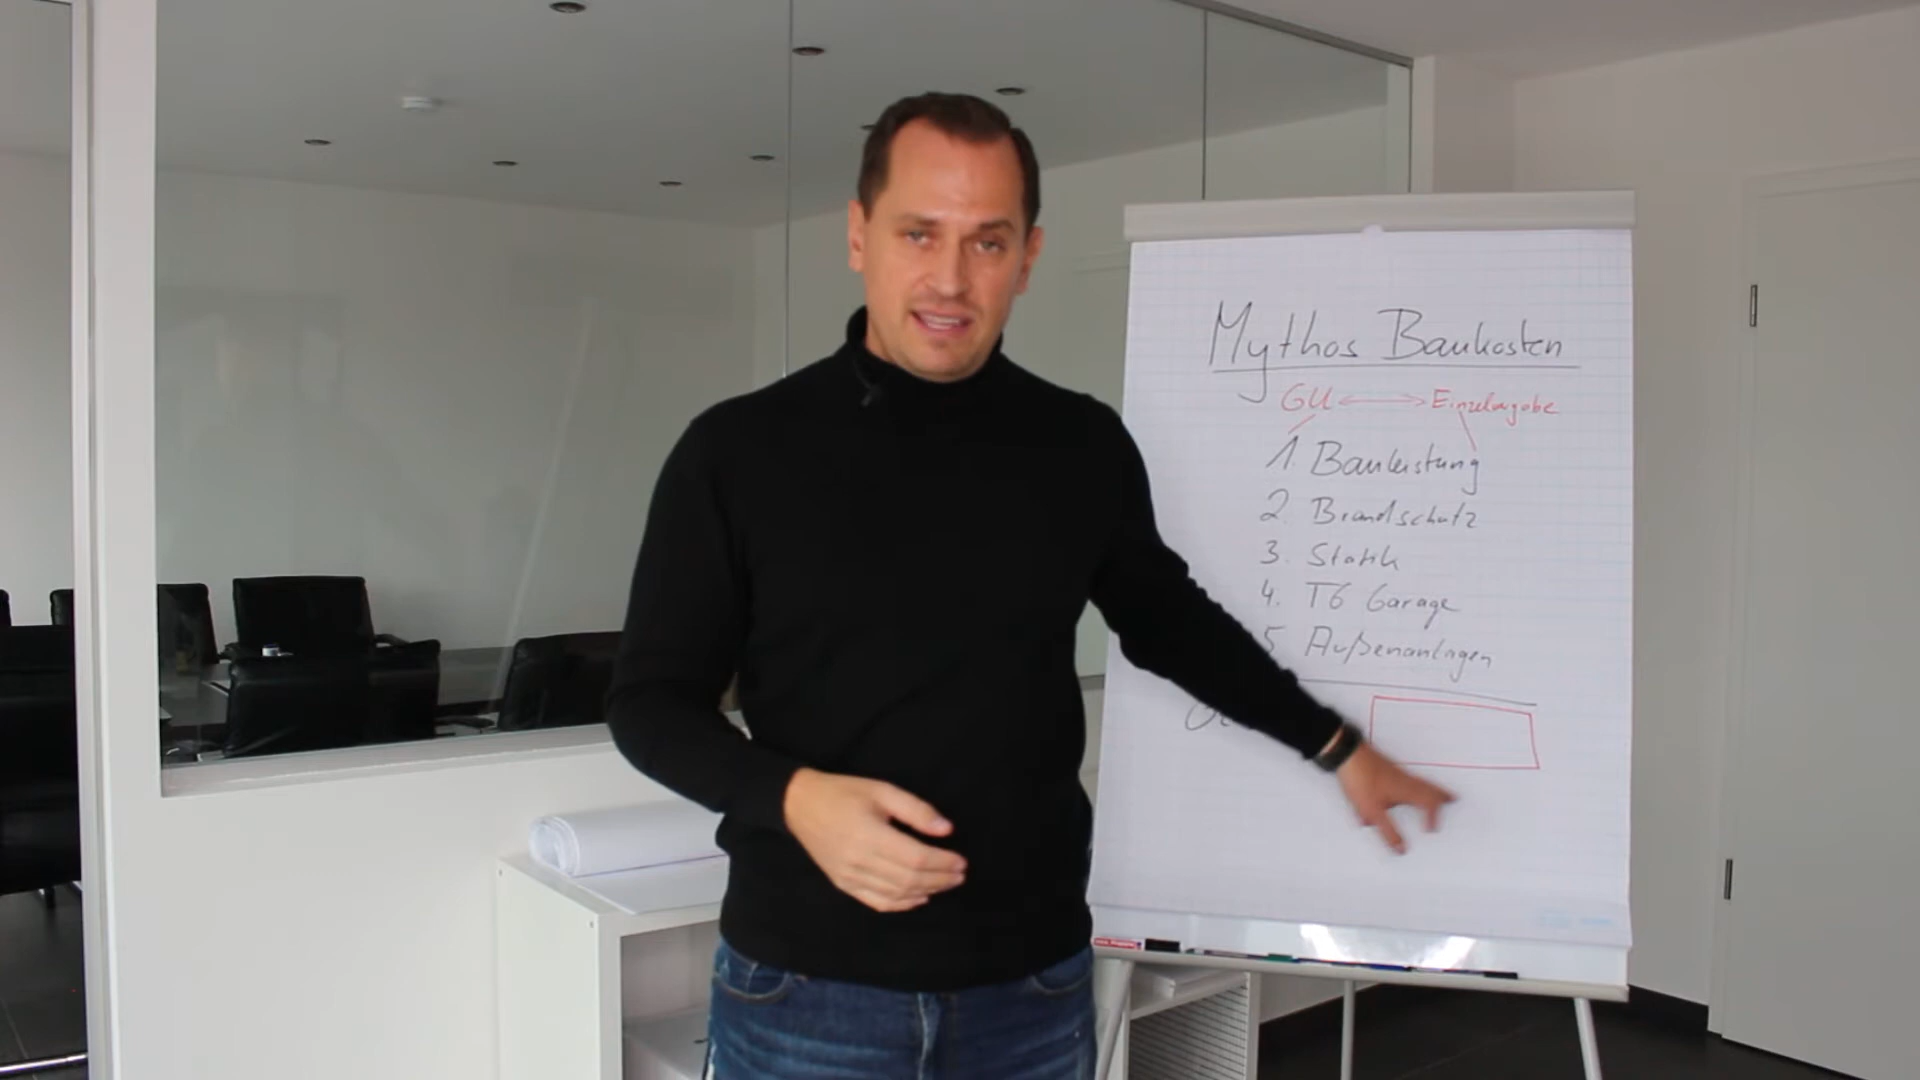 Mythos Baukosten
GU ⟷ Einzelvergabe
1. Bauleistung
2. Brandschutz
3. Statik
4. TG Garage
5 Außenanlagen